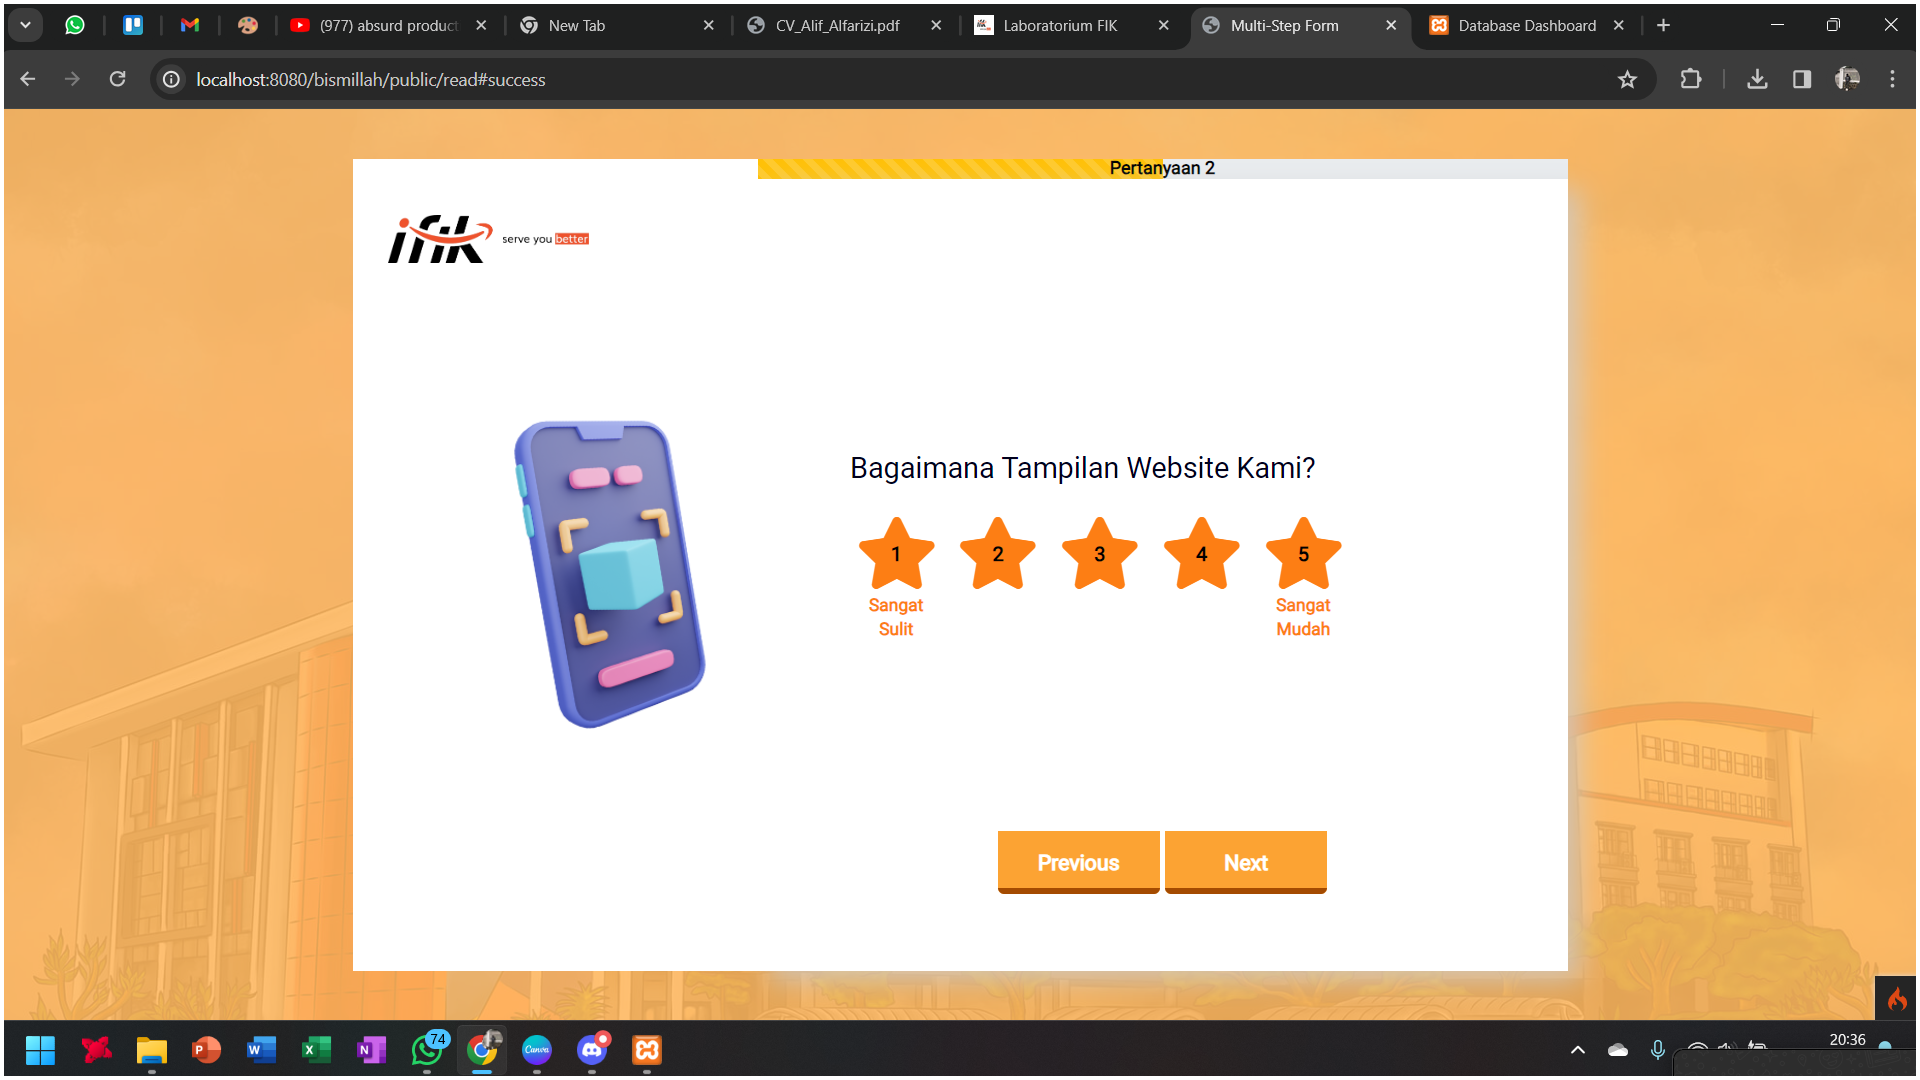 (977) absurd product
New Tab
CV_Alif_Alfarizi.pdf
Laboratorium FIK
Multi-Step Form
Database Dashboard
localhost:8080/bismillah/public/read#success
Pertanyaan 2
ifik
serve you better
Bagaimana Tampilan Website Kami?
1 2 3 4 5
Sangat Sangat
Sulit Mudah
Previous Next
74
Canva
20:36